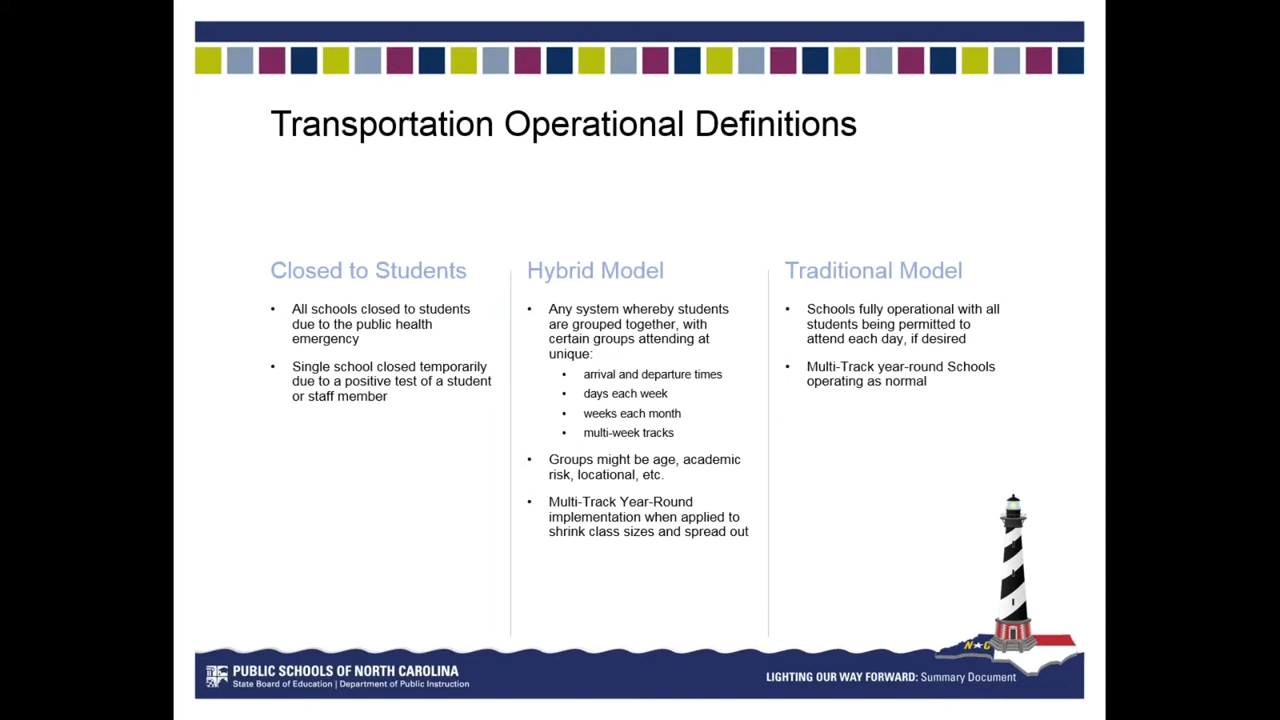 Transportation Operational Definitions
Closed to Students
• All schools closed to students
due to the public health
emergency
• Single school closed temporarily
due to a positive test of a student
or staff member
Hybrid Model
• Any system whereby students
are grouped together, with
certain groups attending at
unique:
• arrival and departure times
• days each week
• weeks each month
• multi-week tracks
• Groups might be age, academic
risk, locational, etc.
• Multi-Track Year-Round
implementation when applied to
shrink class sizes and spread out
Traditional Model
• Schools fully operational with all
students being permitted to
attend each day, if desired
• Multi-Track year-round Schools
operating as normal
PUBLIC SCHOOLS OF NORTH CAROLINA
State Board of Education | Department of Public Instruction
N★C
LIGHTING OUR WAY FORWARD: Summary Document